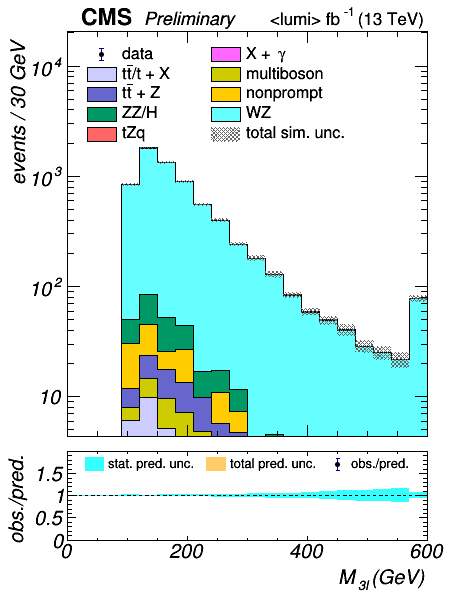 CMS Preliminary <lumi> fb⁻¹ (13 TeV)
events / 30 GeV
10⁴
10³
10²
10
data
tt̄/t + X
tt̄ + Z
ZZ/H
tZq
X + γ
multiboson
nonprompt
WZ
total sim. unc.
obs./pred.
1.5
1
0.5
0
stat. pred. unc. total pred. unc. obs./pred.
0 200 400 600
M₃ₗ (GeV)